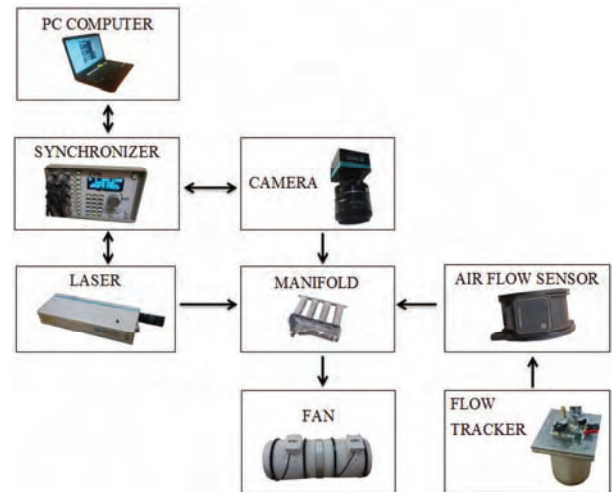 PC COMPUTER
SYNCHRONIZER
CAMERA
LASER
MANIFOLD
AIR FLOW SENSOR
FAN
FLOW
TRACKER